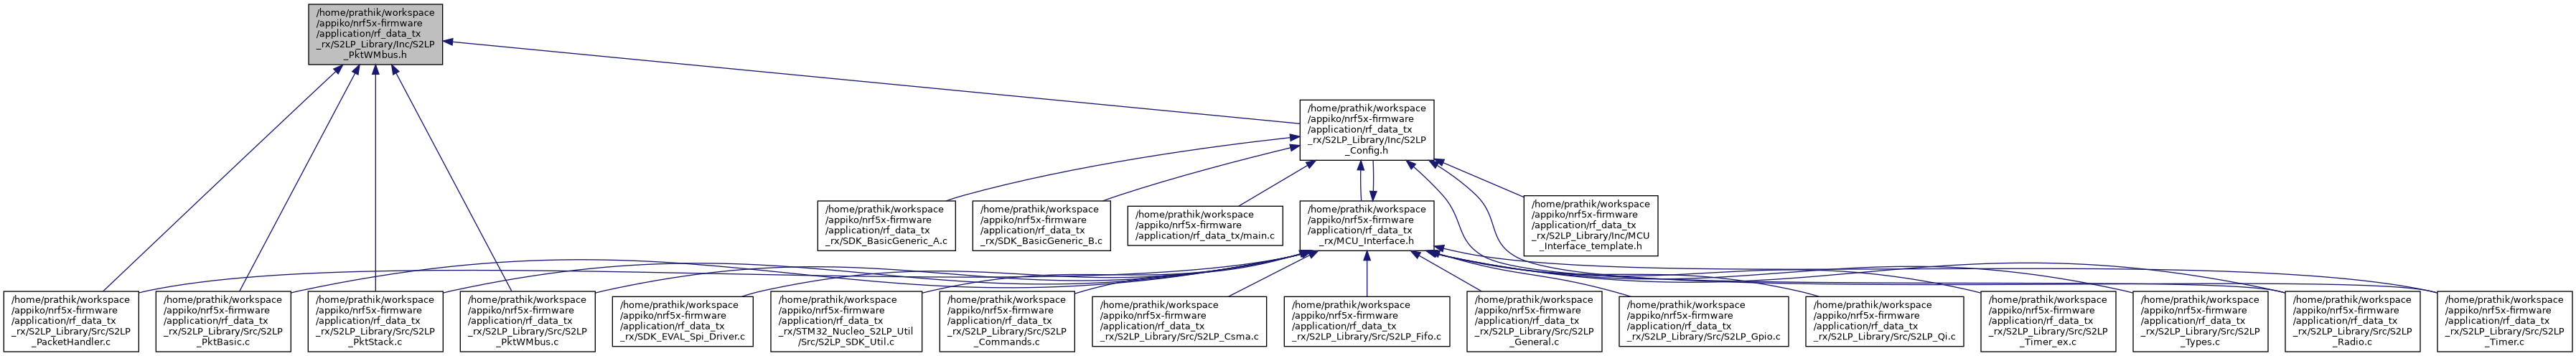 /home/prathik/workspace
/appiko/nrf5x-firmware
/application/rf_data_tx
_rx/S2LP_Library/Inc/S2LP
_PktWMbus.h
/home/prathik/workspace
/appiko/nrf5x-firmware
/application/rf_data_tx
_rx/S2LP_Library/Inc/S2LP
_Config.h
/home/prathik/workspace
/appiko/nrf5x-firmware
/application/rf_data_tx
_rx/SDK_BasicGeneric_A.c
/home/prathik/workspace
/appiko/nrf5x-firmware
/application/rf_data_tx
_rx/SDK_BasicGeneric_B.c
/home/prathik/workspace
/appiko/nrf5x-firmware
/application/rf_data_tx/main.c
/home/prathik/workspace
/appiko/nrf5x-firmware
/application/rf_data_tx
_rx/MCU_Interface.h
/home/prathik/workspace
/appiko/nrf5x-firmware
/application/rf_data_tx
_rx/S2LP_Library/Inc/MCU
_Interface_template.h
/home/prathik/workspace
/appiko/nrf5x-firmware
/application/rf_data_tx
_rx/S2LP_Library/Src/S2LP
_PacketHandler.c
/home/prathik/workspace
/appiko/nrf5x-firmware
/application/rf_data_tx
_rx/S2LP_Library/Src/S2LP
_PktBasic.c
/home/prathik/workspace
/appiko/nrf5x-firmware
/application/rf_data_tx
_rx/S2LP_Library/Src/S2LP
_PktStack.c
/home/prathik/workspace
/appiko/nrf5x-firmware
/application/rf_data_tx
_rx/S2LP_Library/Src/S2LP
_PktWMbus.c
/home/prathik/workspace
/appiko/nrf5x-firmware
/application/rf_data_tx
_rx/SDK_EVAL_Spi_Driver.c
/home/prathik/workspace
/appiko/nrf5x-firmware
/application/rf_data_tx
_rx/STM32_Nucleo_S2LP_Util
/Src/S2LP_SDK_Util.c
/home/prathik/workspace
/appiko/nrf5x-firmware
/application/rf_data_tx
_rx/S2LP_Library/Src/S2LP
_Commands.c
/home/prathik/workspace
/appiko/nrf5x-firmware
/application/rf_data_tx
_rx/S2LP_Library/Src/S2LP_Csma.c
/home/prathik/workspace
/appiko/nrf5x-firmware
/application/rf_data_tx
_rx/S2LP_Library/Src/S2LP_Fifo.c
/home/prathik/workspace
/appiko/nrf5x-firmware
/application/rf_data_tx
_rx/S2LP_Library/Src/S2LP
_General.c
/home/prathik/workspace
/appiko/nrf5x-firmware
/application/rf_data_tx
_rx/S2LP_Library/Src/S2LP_Gpio.c
/home/prathik/workspace
/appiko/nrf5x-firmware
/application/rf_data_tx
_rx/S2LP_Library/Src/S2LP_Qi.c
/home/prathik/workspace
/appiko/nrf5x-firmware
/application/rf_data_tx
_rx/S2LP_Library/Src/S2LP
_Timer_ex.c
/home/prathik/workspace
/appiko/nrf5x-firmware
/application/rf_data_tx
_rx/S2LP_Library/Src/S2LP
_Types.c
/home/prathik/workspace
/appiko/nrf5x-firmware
/application/rf_data_tx
_rx/S2LP_Library/Src/S2LP
_Radio.c
/home/prathik/workspace
/appiko/nrf5x-firmware
/application/rf_data_tx
_rx/S2LP_Library/Src/S2LP
_Timer.c